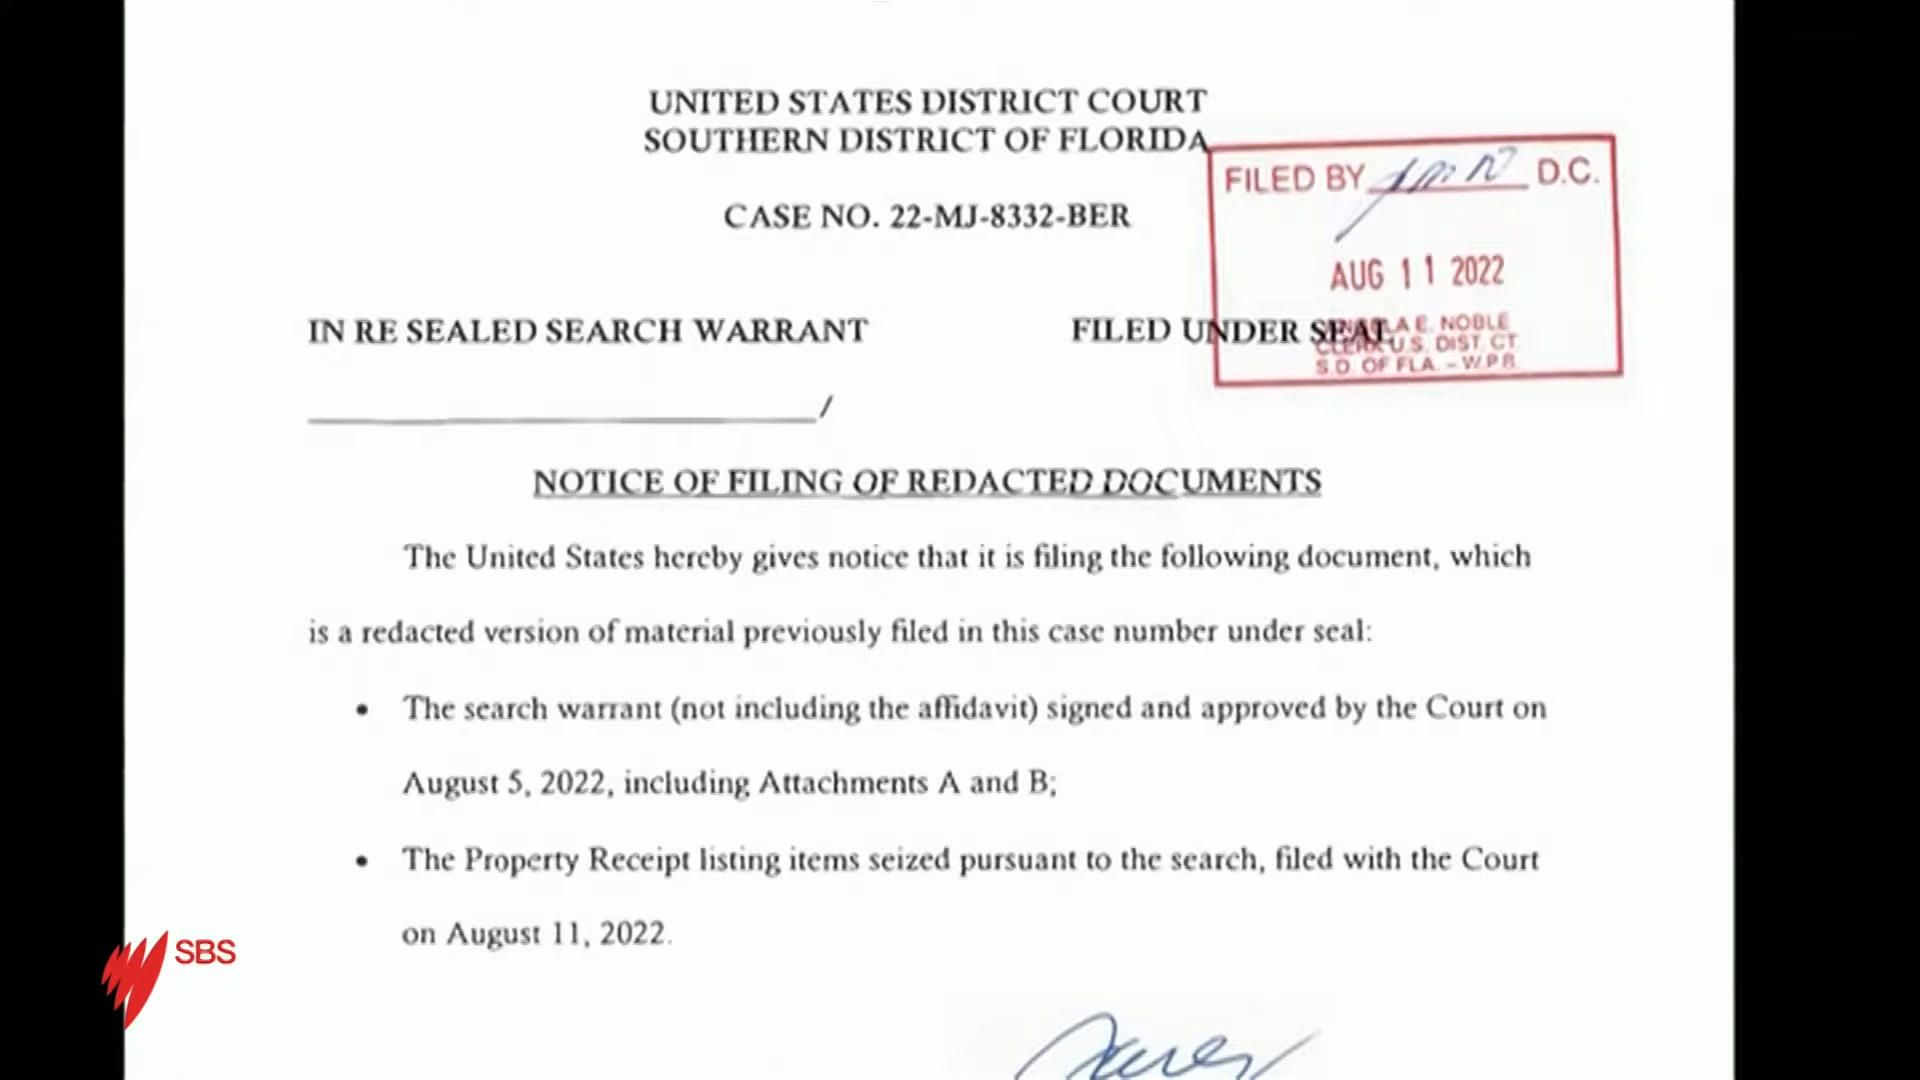 UNITED STATES DISTRICT COURT
SOUTHERN DISTRICT OF FLORIDA
CASE NO. 22-MJ-8332-BER
FILED BY D.C.
AUG 11 2022
E. NOBLE
CLERK U.S. DIST. CT.
S.D. OF FLA. – W.P.B.
IN RE SEALED SEARCH WARRANT
FILED UNDER SEAL
/
NOTICE OF FILING OF REDACTED DOCUMENTS
The United States hereby gives notice that it is filing the following document, which
is a redacted version of material previously filed in this case number under seal:
• The search warrant (not including the affidavit) signed and approved by the Court on
August 5, 2022, including Attachments A and B;
• The Property Receipt listing items seized pursuant to the search, filed with the Court
on August 11, 2022.
SBS